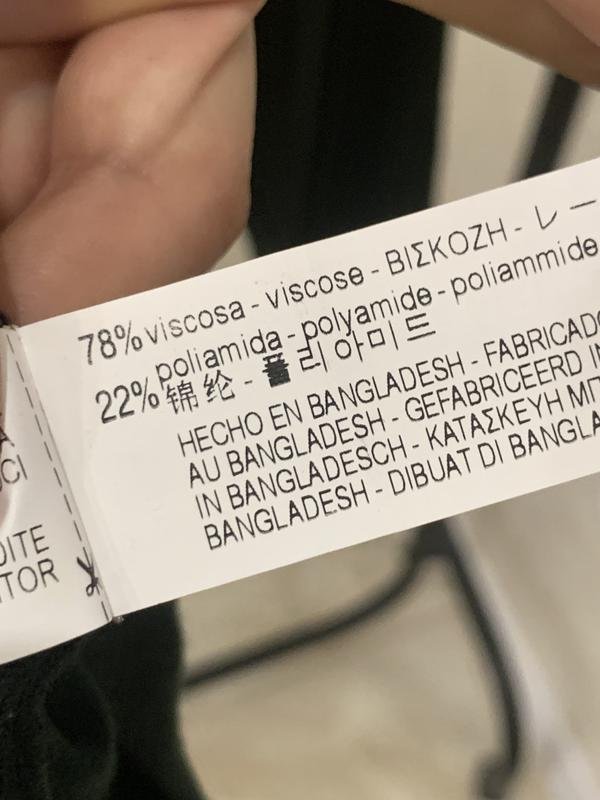 78% viscosa - viscose - ΒΙΣΚΟΖΗ - レー
poliamida - polyamide - poliammide
22% 锦纶 - 폴리아미드
HECHO EN BANGLADESH - FABRICADO
AU BANGLADESH - GEFABRICEERD IN
IN BANGLADESCH - ΚΑΤΑΣΚΕΥΗ ΜΠ
BANGLADESH - DIBUAT DI BANGLA
CI
DITE
TOR